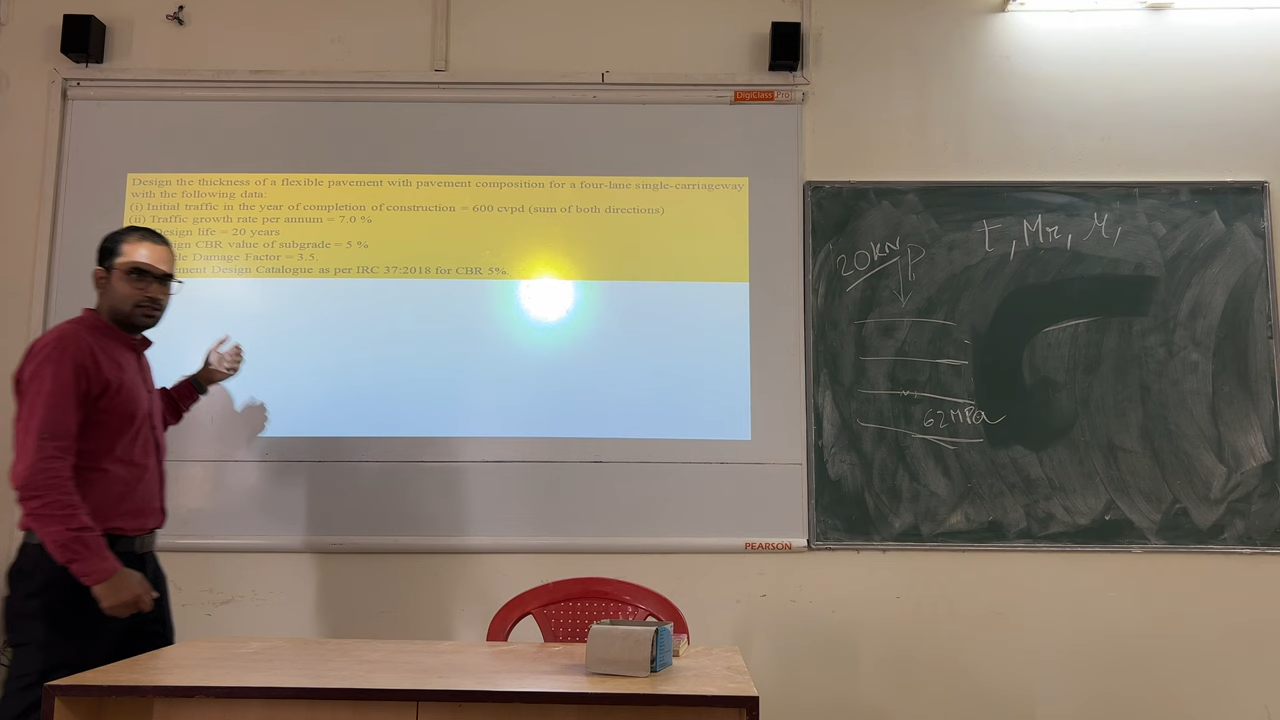 DigiClass Pro
Design the thickness of a flexible pavement with pavement composition for a four-lane single-carriageway
with the following data:
(i) Initial traffic in the year of completion of construction = 600 cvpd (sum of both directions)
(ii) Traffic growth rate per annum = 7.0 %
Design life = 20 years
CBR value of subgrade = 5 %
Damage Factor = 3.5.
Design Catalogue as per IRC 37:2018 for CBR 5%.
PEARSON
t, Mr, μ,
20KN P
62MPa